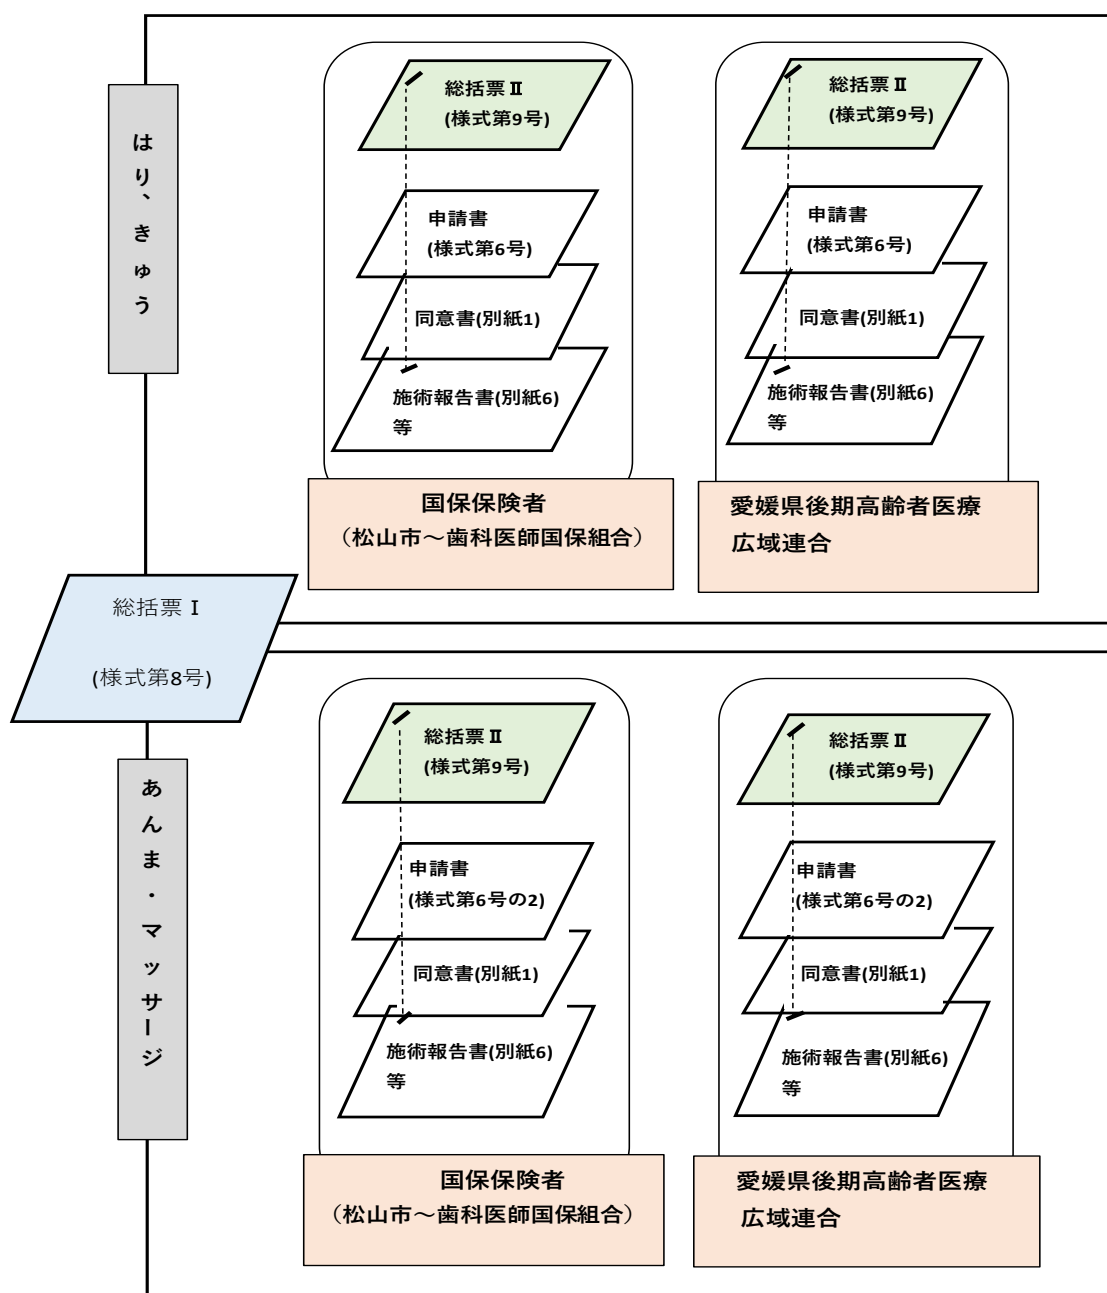 はり、きゅう
総括票Ⅱ
(様式第9号)
申請書
(様式第6号)
同意書(別紙1)
施術報告書(別紙6)
等
国保保険者
（松山市～歯科医師国保組合）
総括票Ⅱ
(様式第9号)
申請書
(様式第6号)
同意書(別紙1)
施術報告書(別紙6)
等
愛媛県後期高齢者医療
広域連合
総括票Ⅰ
(様式第8号)
あんま・マッサージ
総括票Ⅱ
(様式第9号)
申請書
(様式第6号の2)
同意書(別紙1)
施術報告書(別紙6)
等
国保保険者
（松山市～歯科医師国保組合）
総括票Ⅱ
(様式第9号)
申請書
(様式第6号の2)
同意書(別紙1)
施術報告書(別紙6)
等
愛媛県後期高齢者医療
広域連合